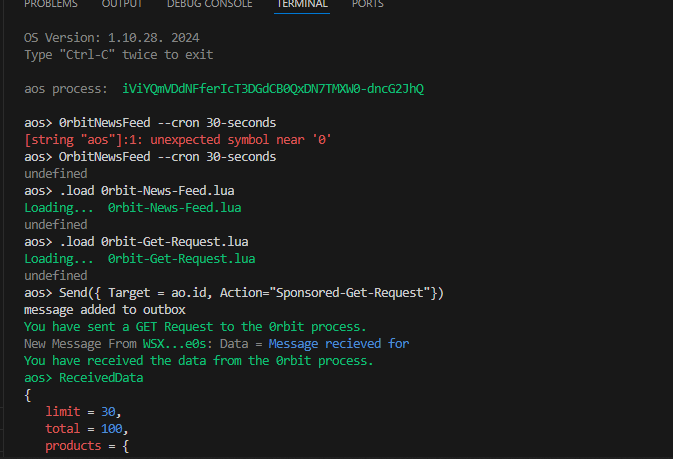 PROBLEMS OUTPUT DEBUG CONSOLE TERMINAL PORTS
OS Version: 1.10.28. 2024
Type "Ctrl-C" twice to exit
aos process: iViYQmVDdNFferIcT3DGdCB0QxDN7TMXW0-dncG2JhQ
aos> 0rbitNewsFeed --cron 30-seconds
[string "aos"]:1: unexpected symbol near '0'
aos> OrbitNewsFeed --cron 30-seconds
undefined
aos> .load 0rbit-News-Feed.lua
Loading... 0rbit-News-Feed.lua
undefined
aos> .load 0rbit-Get-Request.lua
Loading... 0rbit-Get-Request.lua
undefined
aos> Send({ Target = ao.id, Action="Sponsored-Get-Request"})
message added to outbox
You have sent a GET Request to the 0rbit process.
New Message From WSX...e0s: Data = Message recieved for
You have received the data from the 0rbit process.
aos> ReceivedData
{
limit = 30,
total = 100,
products = {